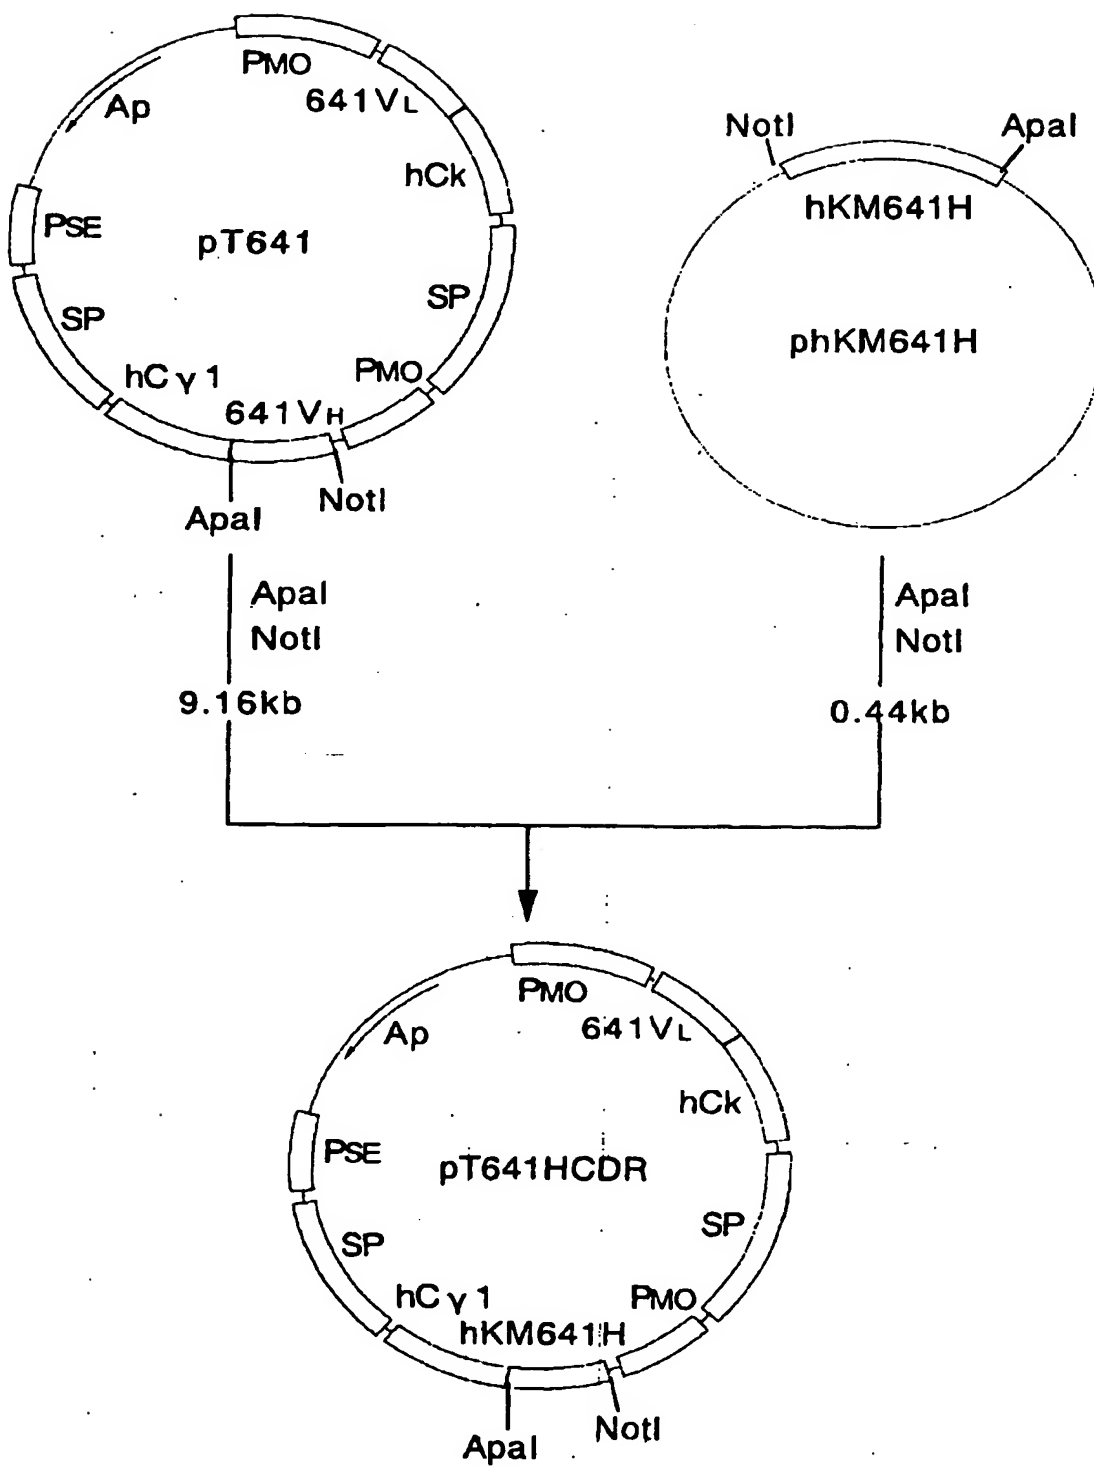 PMO
641VL
Ap
hCk
PSE
pT641
SP
SP
PMO
hCγ1
641VH
NotI
ApaI
NotI
ApaI
hKM641H
phKM641H
ApaI
NotI
9.16kb
ApaI
NotI
0.44kb
PMO
641VL
Ap
hCk
PSE
pT641HCDR
SP
SP
PMO
hCγ1
hKM641H
NotI
ApaI